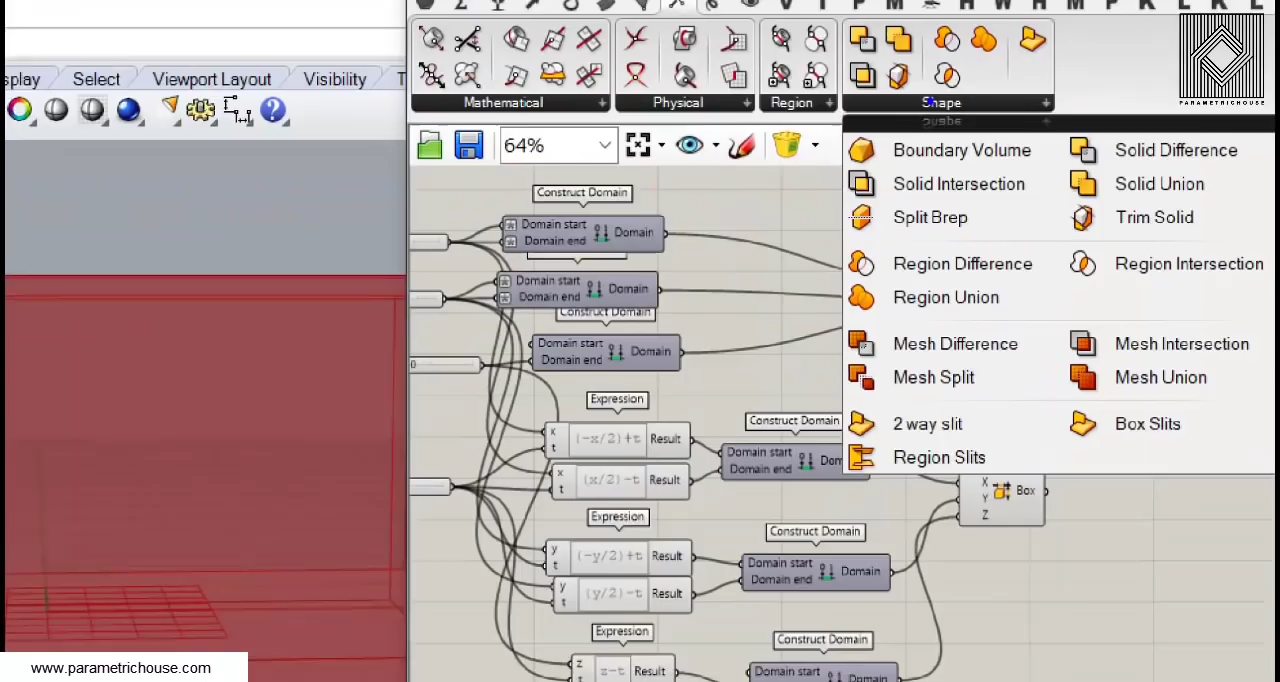 V I P M H W H M P K L K L
splay Select Viewport Layout Visibility T
Mathematical
Physical
Region
Shape
PARAMETRICHOUSE
64%
Boundary Volume Solid Difference
Solid Intersection Solid Union
Split Brep Trim Solid
Region Difference Region Intersection
Region Union
Mesh Difference Mesh Intersection
Mesh Split Mesh Union
2 way slit Box Slits
Region Slits
Construct Domain
Domain start
Domain end
Domain
Domain start
Domain end
Domain
Construct Domain
Domain start
Domain end
Domain
0
Expression
x
t
(-x/2)+t
Result
x
t
(x/2)-t
Result
Construct Domain
Domain start
Domain end
Dom
Expression
y
t
(-y/2)+t
Result
y
t
(y/2)-t
Result
Construct Domain
Domain start
Domain end
Domain
X
Y
Z
Box
Expression
z
z-t
Result
Construct Domain
Domain start
Domain
www.parametrichouse.com